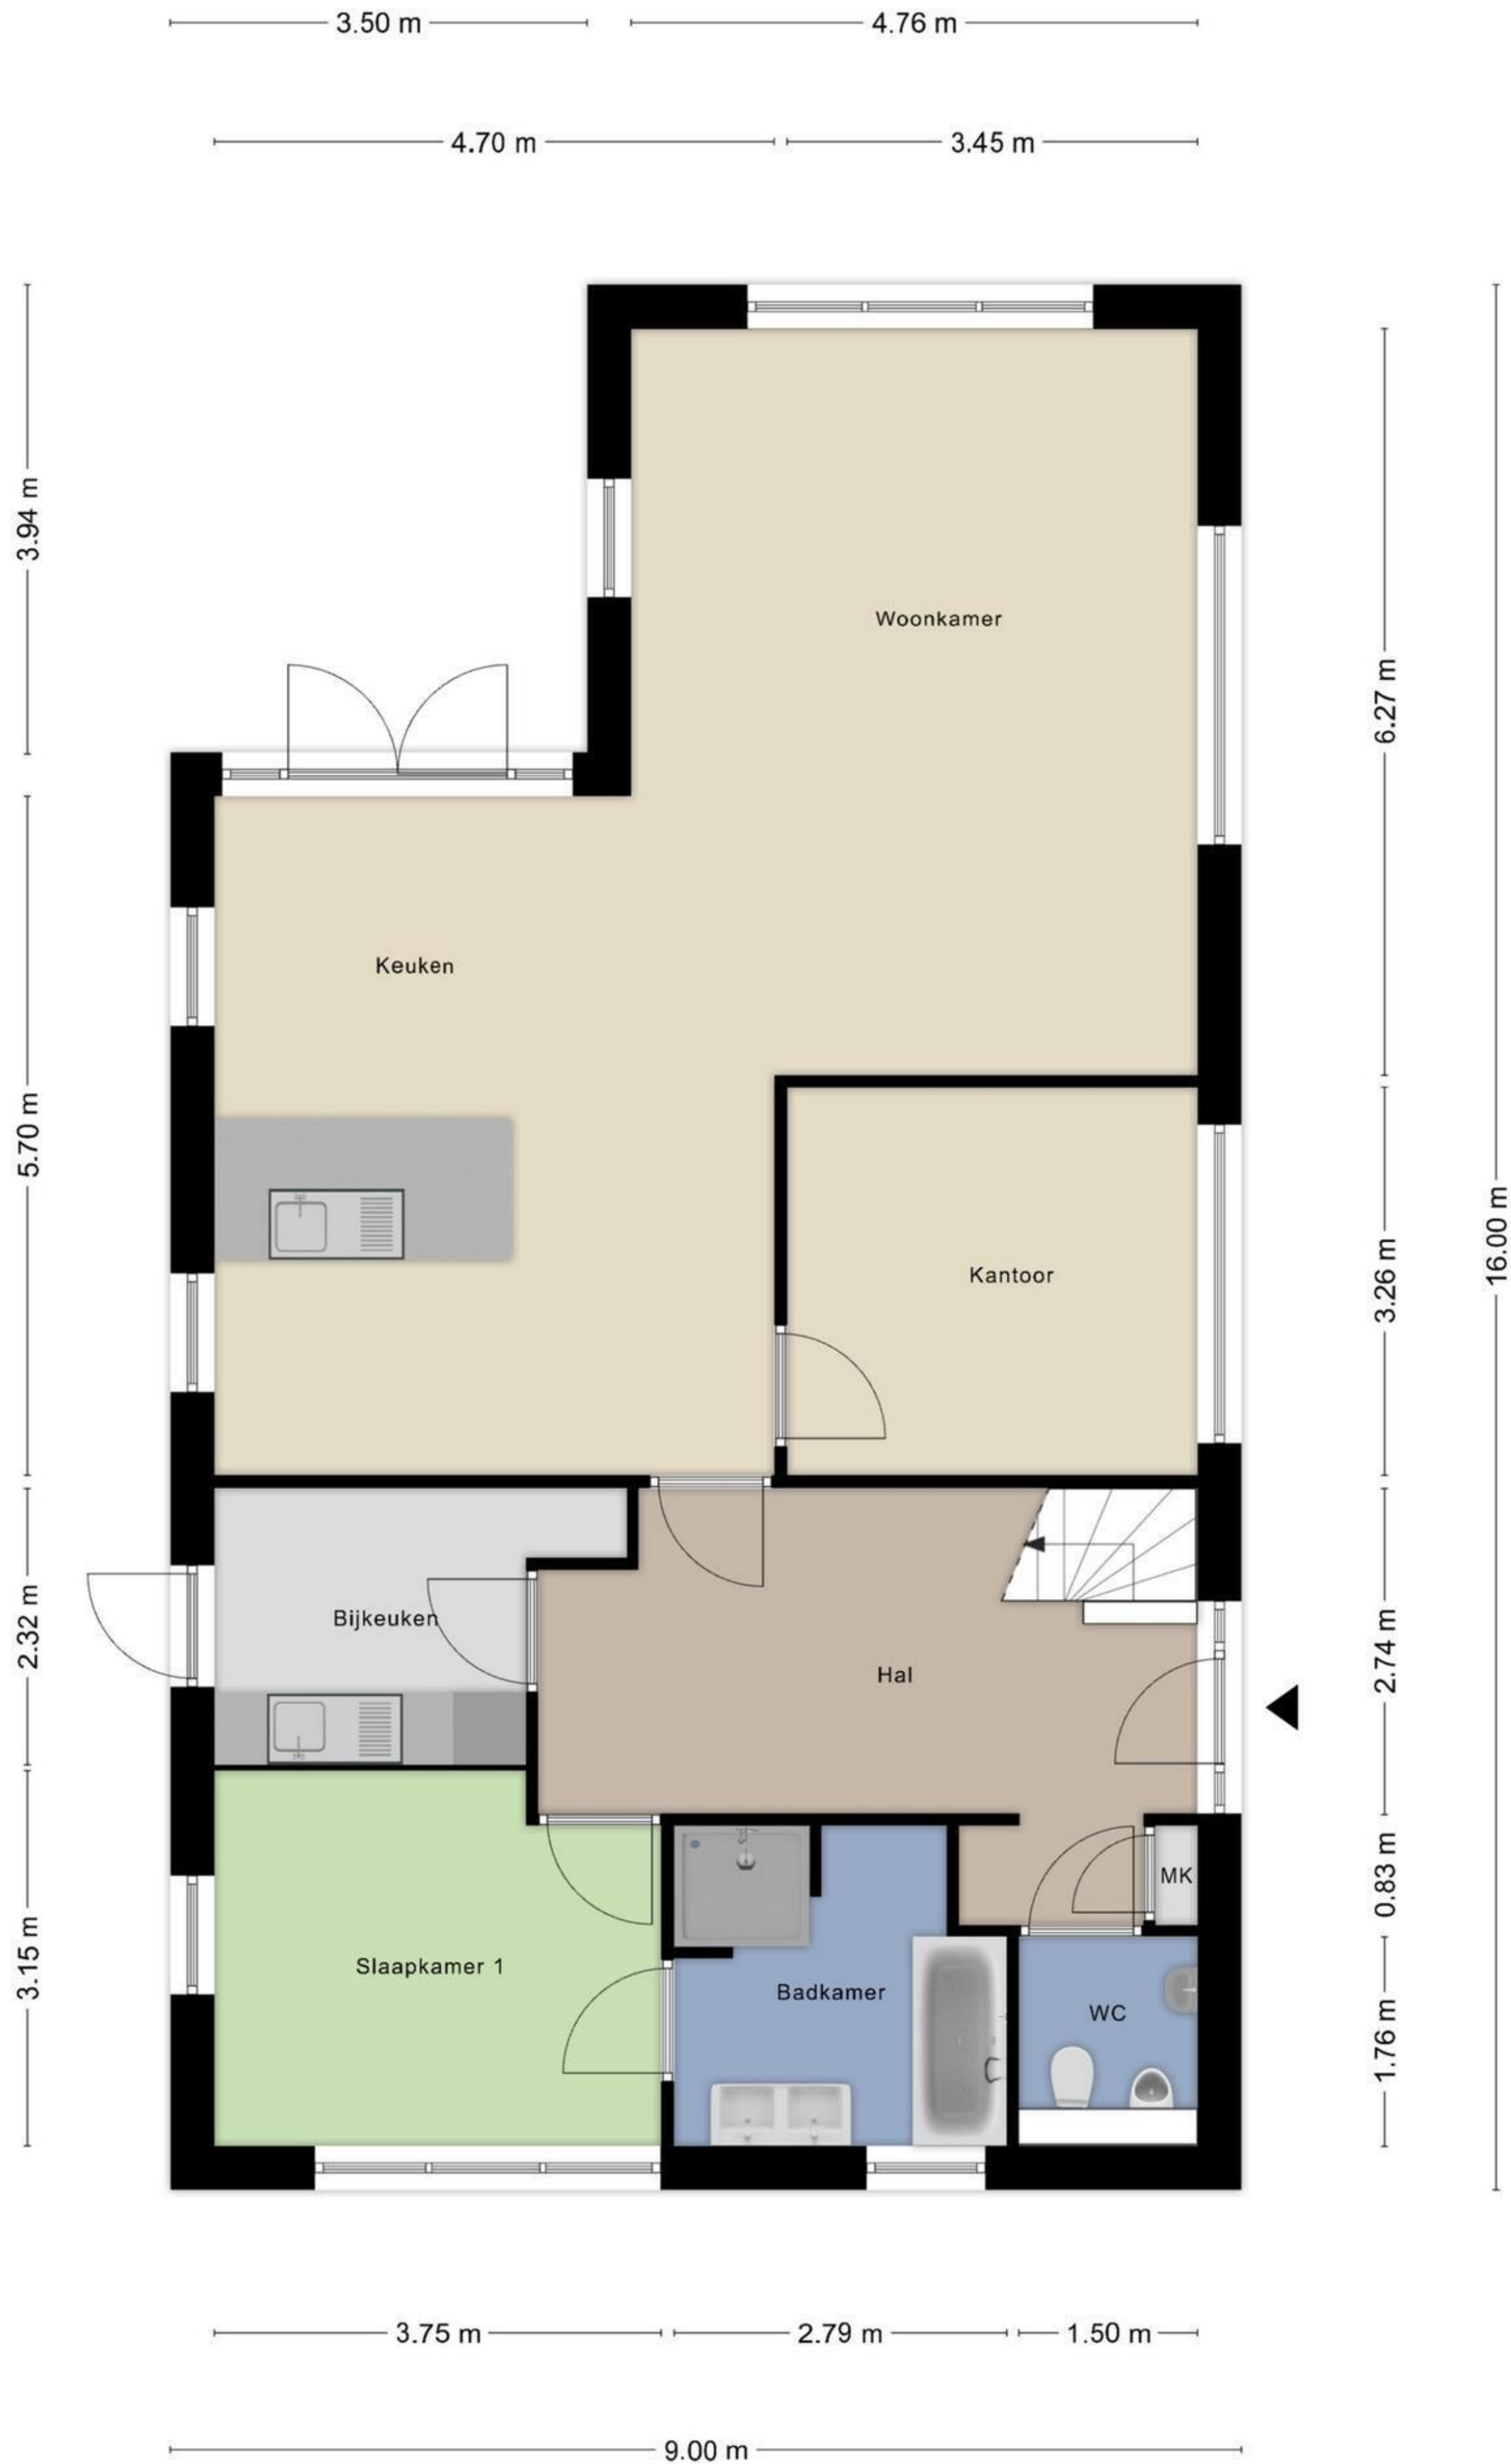 3.50 m
4.76 m
4.70 m
3.45 m
3.94 m
Woonkamer
6.27 m
Keuken
5.70 m
16.00 m
3.26 m
Kantoor
Bijkeuken
2.32 m
2.74 m
Hal
0.83 m
MK
3.15 m
Slaapkamer 1
Badkamer
WC
1.76 m
3.75 m
2.79 m
1.50 m
9.00 m